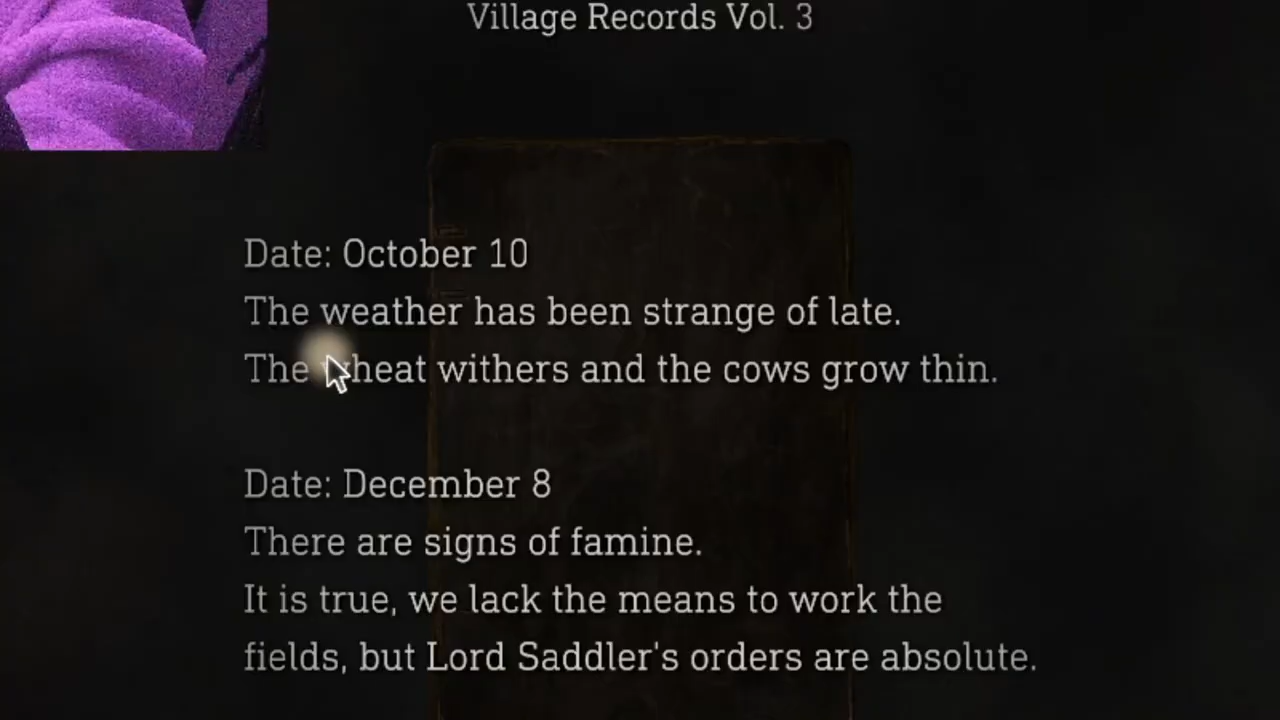 Village Records Vol. 3
Date: October 10
The weather has been strange of late.
The wheat withers and the cows grow thin.
Date: December 8
There are signs of famine.
It is true, we lack the means to work the
fields, but Lord Saddler's orders are absolute.